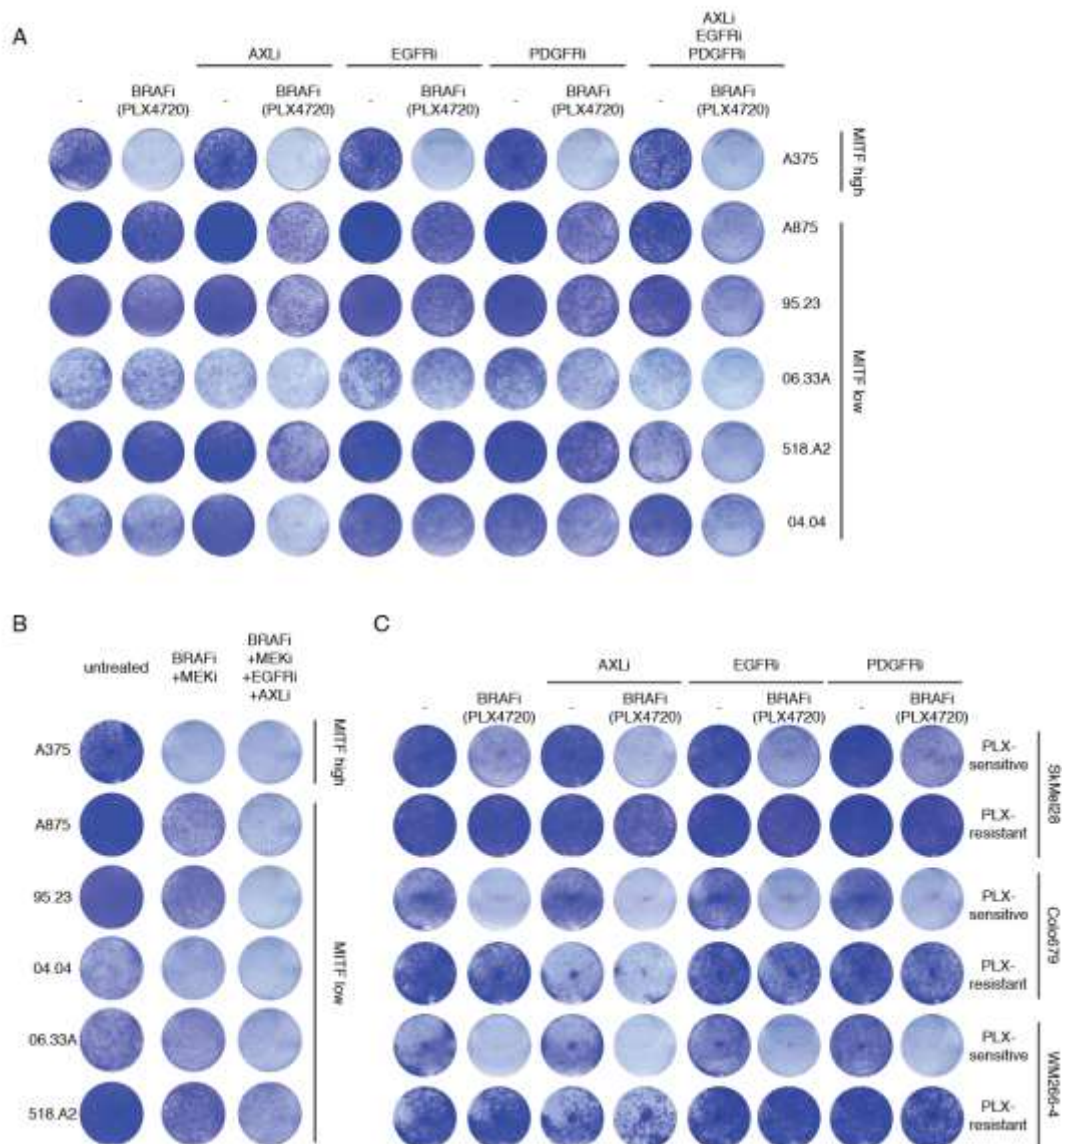 A
AXLi
EGFRi
PDGFRi
AXLi
EGFRi
PDGFRi
-
BRAFi
(PLX4720)
-
BRAFi
(PLX4720)
-
BRAFi
(PLX4720)
-
BRAFi
(PLX4720)
-
BRAFi
(PLX4720)
A375
MITF high
A875
95.23
06.33A
518.A2
04.04
MITF low
B
untreated
BRAFi
+MEKi
BRAFi
+MEKi
+EGFRi
+AXLi
A375
MITF high
A875
95.23
04.04
06.33A
518.A2
MITF low
C
AXLi
EGFRi
PDGFRi
-
BRAFi
(PLX4720)
-
BRAFi
(PLX4720)
-
BRAFi
(PLX4720)
-
BRAFi
(PLX4720)
PLX-
sensitive
PLX-
resistant
SkMel28
PLX-
sensitive
PLX-
resistant
Colo679
PLX-
sensitive
PLX-
resistant
WM266-4